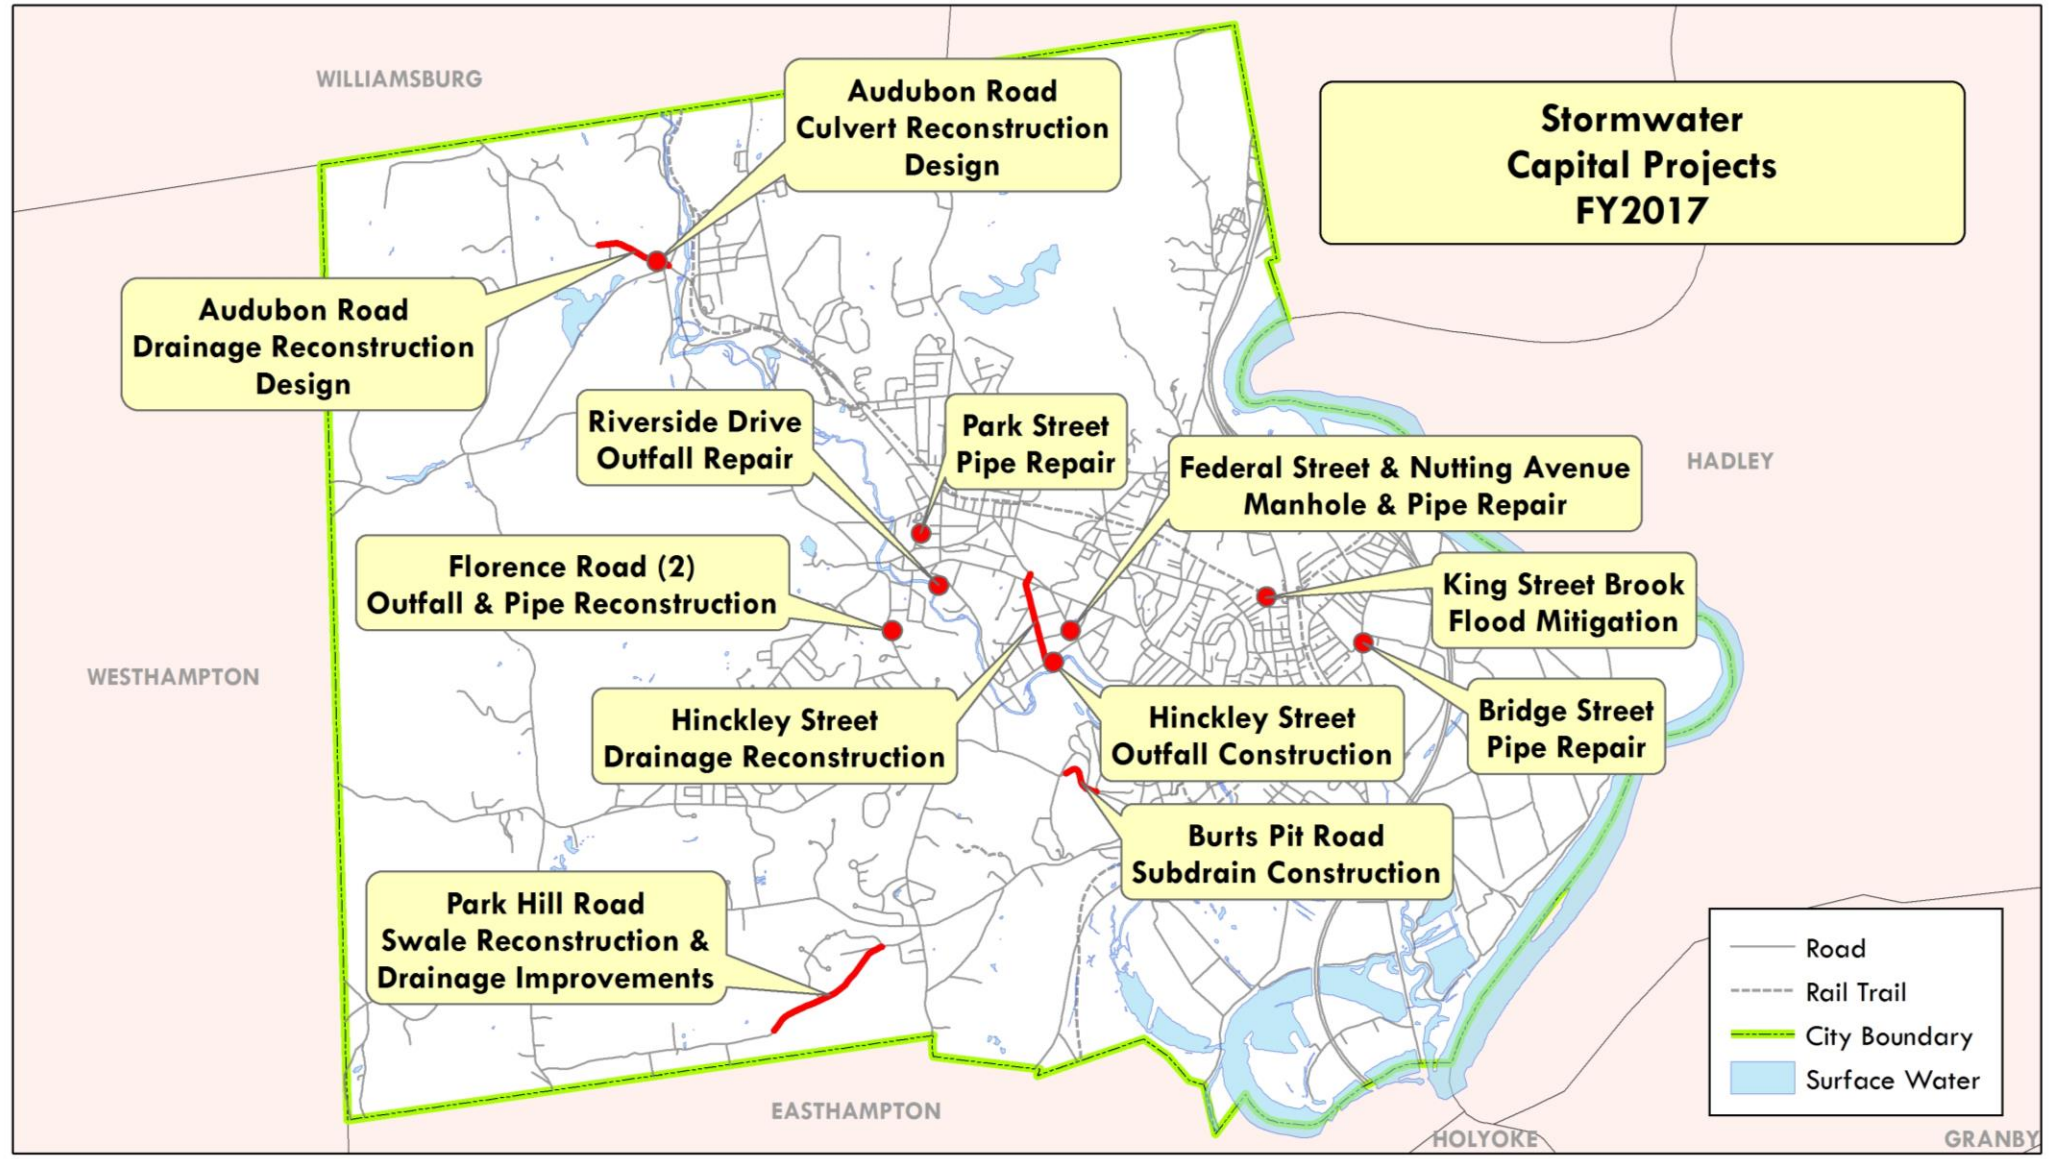 WILLIAMSBURG
Audubon Road
Culvert Reconstruction
Design
Stormwater
Capital Projects
FY2017
Audubon Road
Drainage Reconstruction
Design
Riverside Drive
Outfall Repair
Park Street
Pipe Repair
Federal Street & Nutting Avenue
Manhole & Pipe Repair
HADLEY
Florence Road (2)
Outfall & Pipe Reconstruction
King Street Brook
Flood Mitigation
WESTHAMPTON
Hinckley Street
Drainage Reconstruction
Hinckley Street
Outfall Construction
Bridge Street
Pipe Repair
Burts Pit Road
Subdrain Construction
Park Hill Road
Swale Reconstruction &
Drainage Improvements
Road
Rail Trail
City Boundary
Surface Water
EASTHAMPTON
HOLYOKE
GRANBY